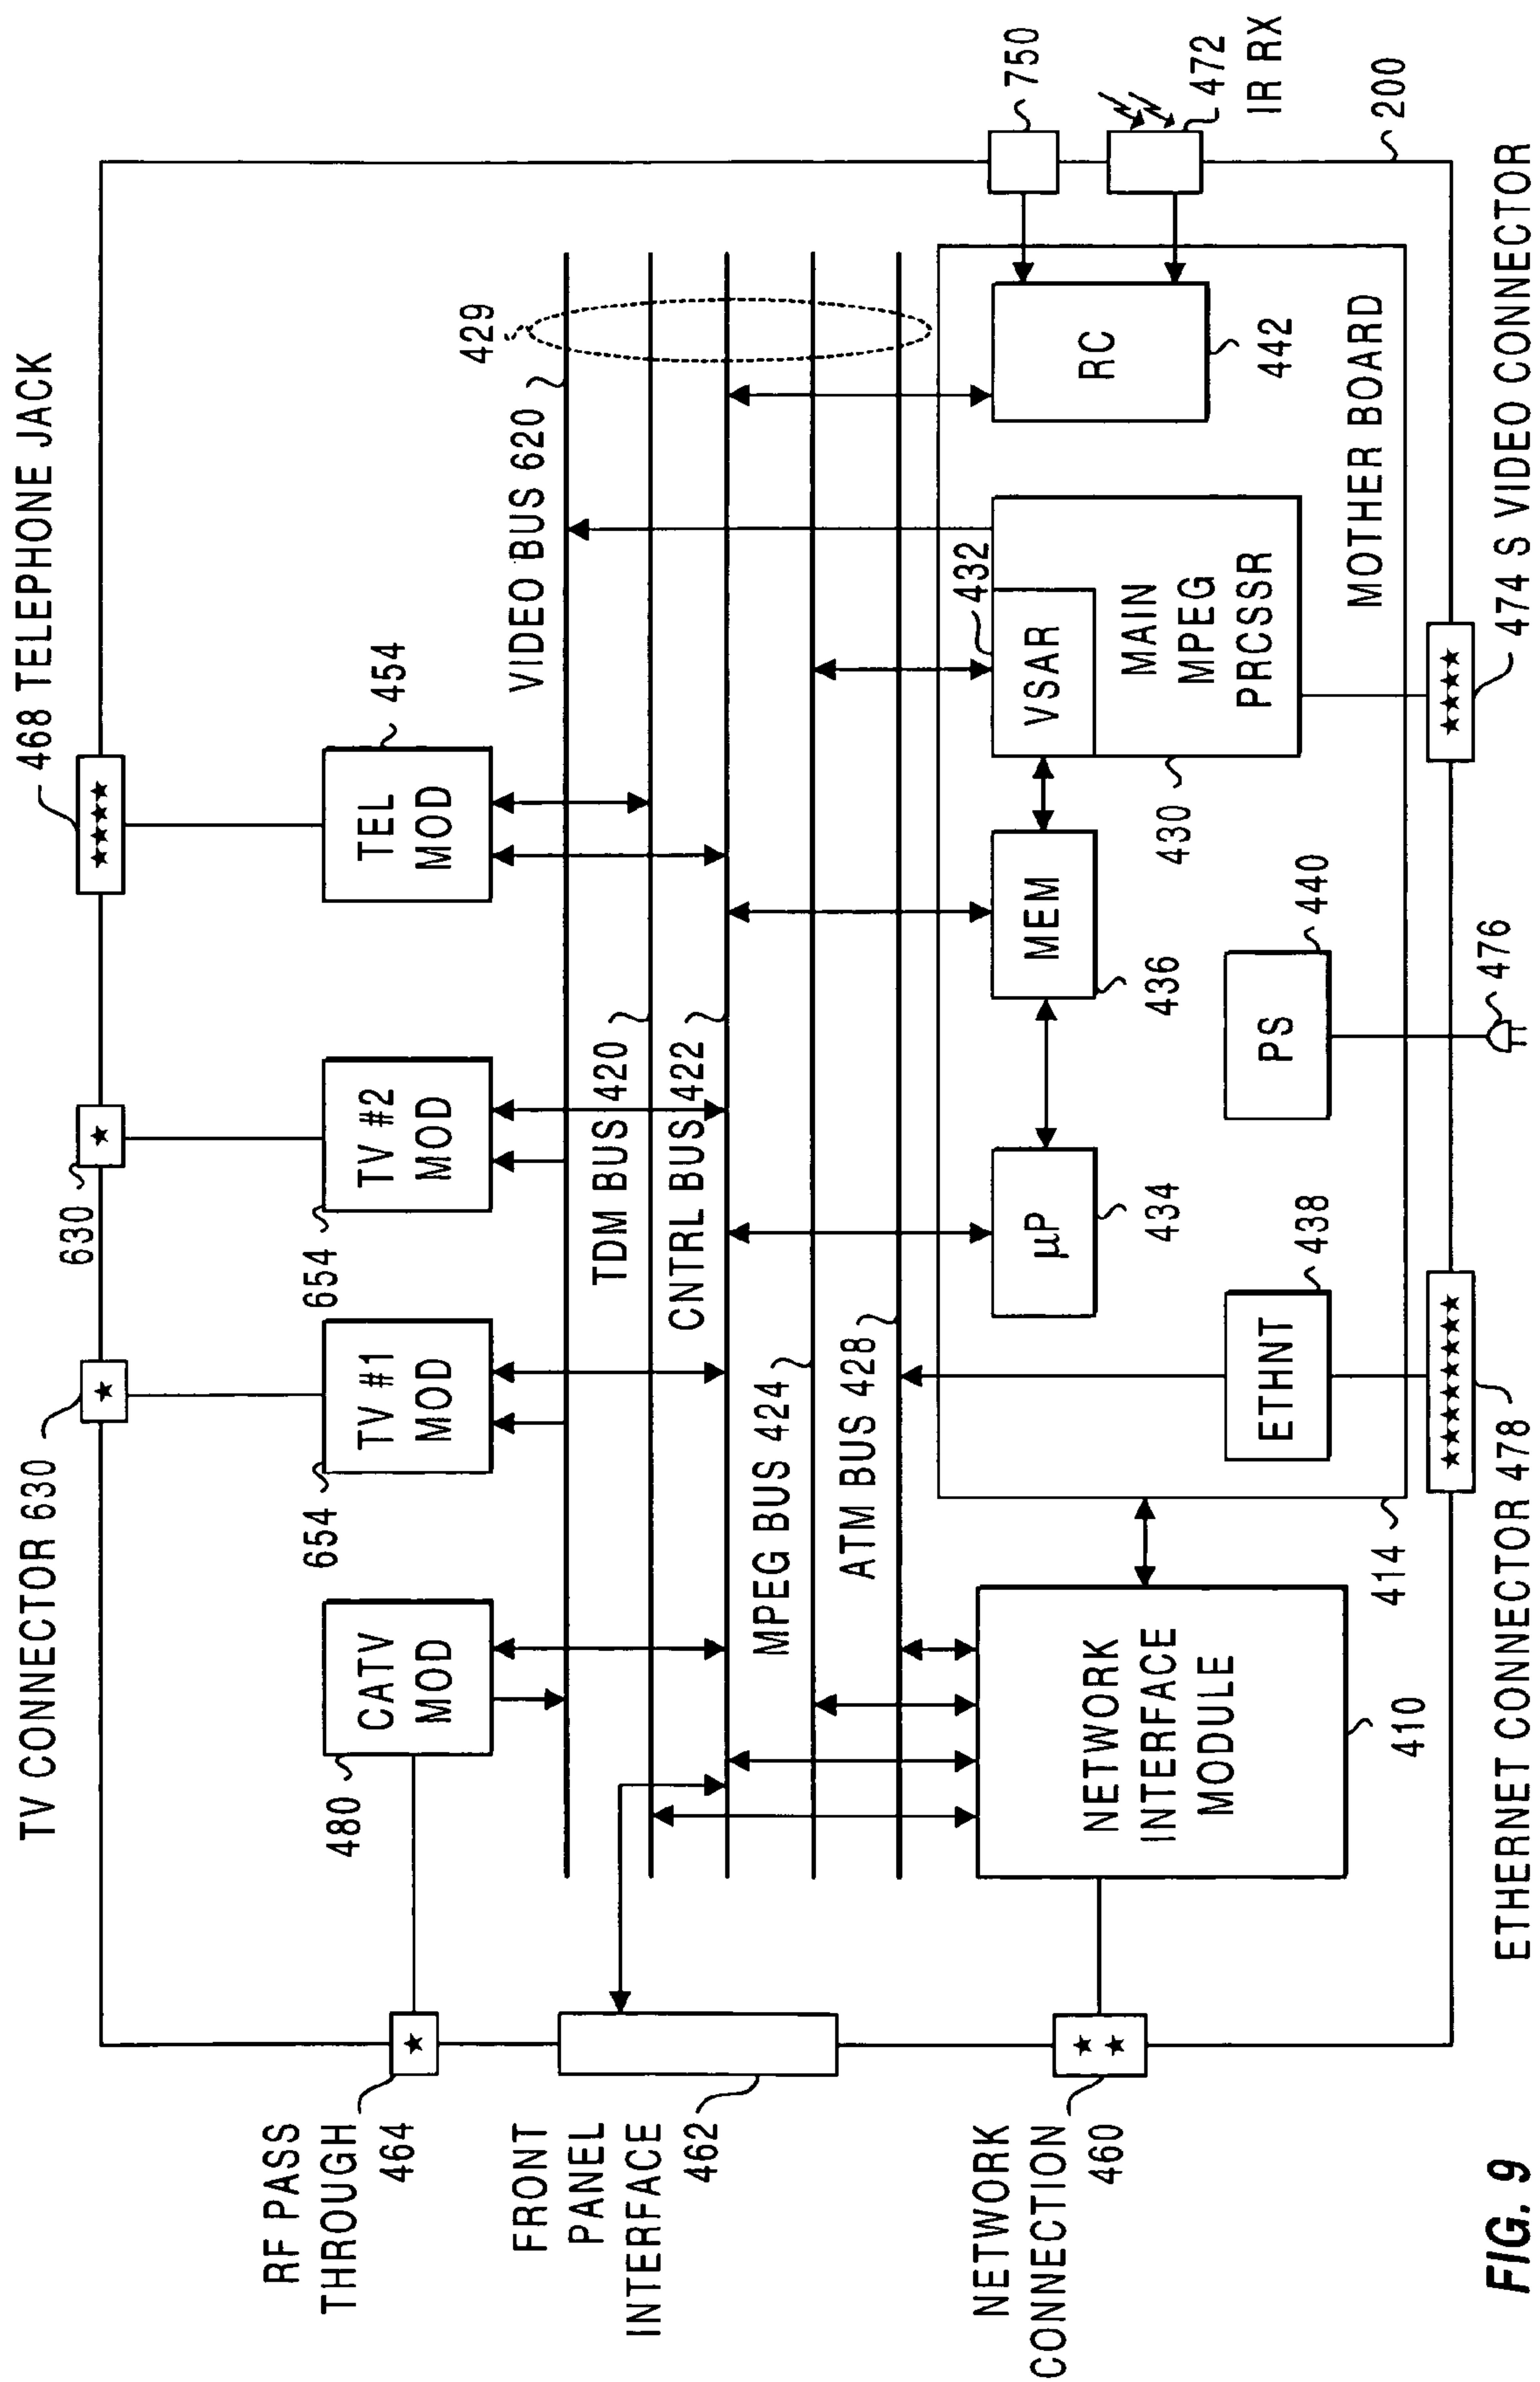 TV CONNECTOR 630
630
468 TELEPHONE JACK
RF PASS
THROUGH
464
480
CATV
MOD
654
TV #1
MOD
654
TV #2
MOD
TEL
MOD
454
FRONT
PANEL
INTERFACE
462
VIDEO BUS 620
429
TDM BUS 420
CNTRL BUS 422
MPEG BUS 424
ATM BUS 428
750
472
IR RX
200
NETWORK
CONNECTION
460
NETWORK
INTERFACE
MODULE
410
414
µP
434
MEM
436
432
VSAR
MAIN
MPEG
PRCSSR
430
RC
442
ETHNT
438
PS
440
MOTHER BOARD
476
ETHERNET CONNECTOR 478
474 S VIDEO CONNECTOR
FIG. 9